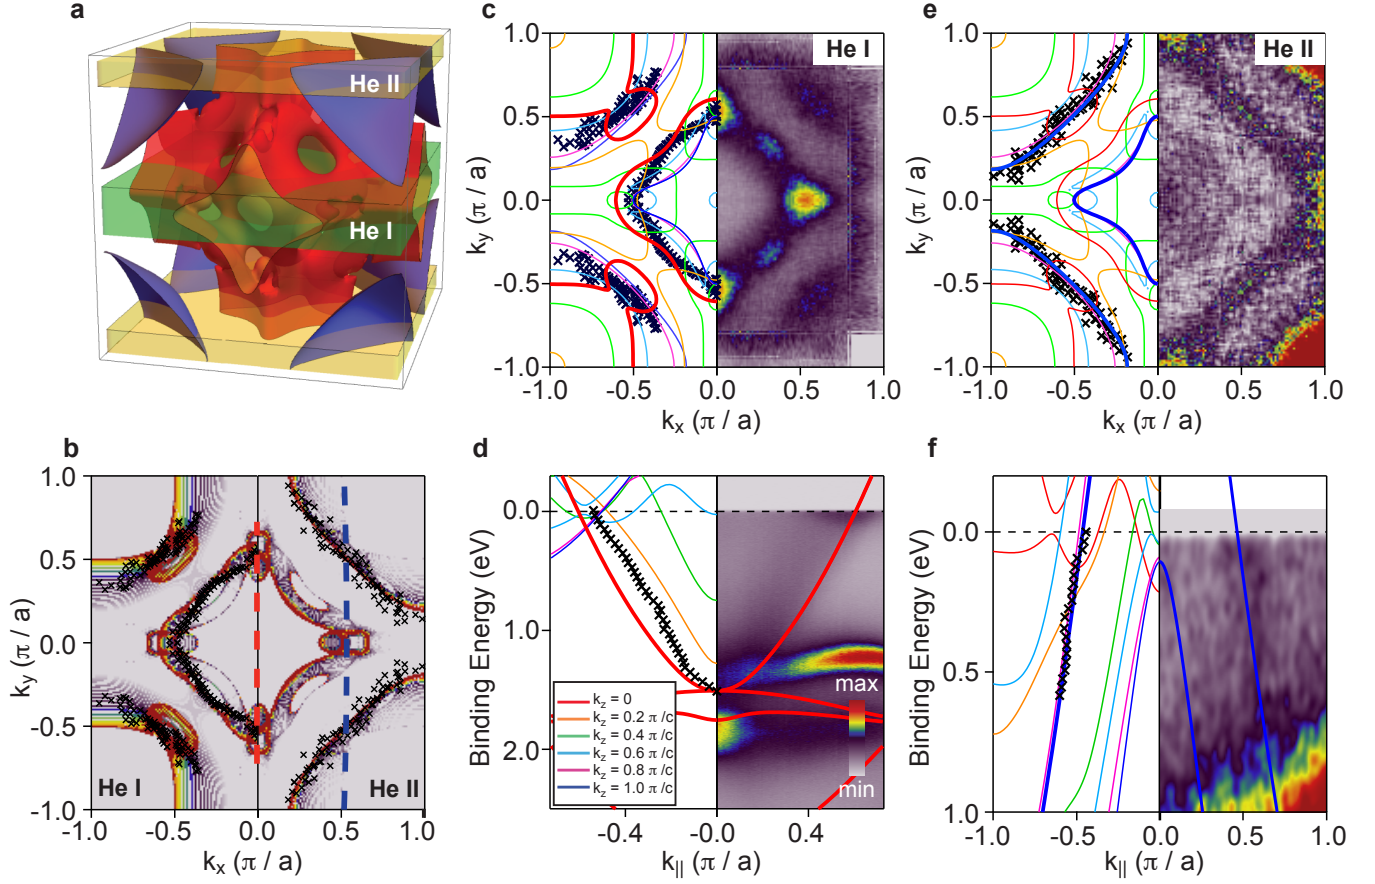 a
He II
He I
b
1.0
0.5
0.0
-0.5
-1.0
-1.0
-0.5
0.0
0.5
1.0
k_y (π / a)
k_x (π / a)
He I
He II
c
He I
1.0
0.5
0.0
-0.5
-1.0
-1.0
-0.5
0.0
0.5
1.0
k_y (π / a)
k_x (π / a)
d
0.0
1.0
2.0
-0.4
-0.0
0.4
Binding Energy (eV)
k_|| (π / a)
k_z = 0
k_z = 0.2 π /c
k_z = 0.4 π /c
k_z = 0.6 π /c
k_z = 0.8 π /c
k_z = 1.0 π /c
max
min
e
He II
1.0
0.5
0.0
-0.5
-1.0
-1.0
-0.5
0.0
0.5
1.0
k_y (π / a)
k_x (π / a)
f
0.0
0.5
1.0
-1.0
-0.5
0.0
0.5
1.0
Binding Energy (eV)
k_|| (π / a)